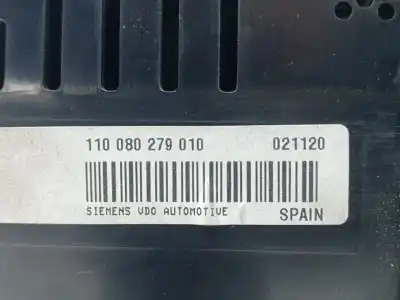 110 080 279 010 021120
SIEMENS VDO AUTOMOTIVE SPAIN